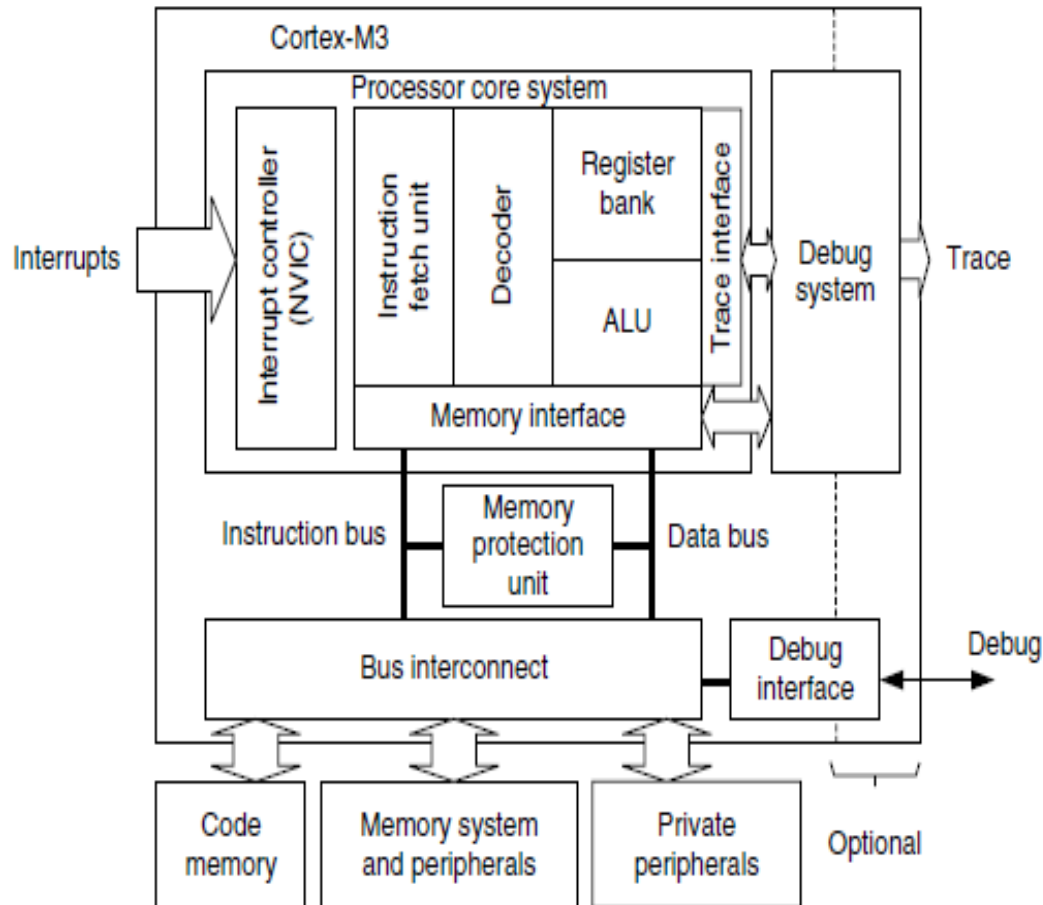 Cortex-M3
Processor core system
Interrupts
Interrupt controller
(NVIC)
Instruction
fetch unit
Decoder
Register
bank
ALU
Trace interface
Debug
system
Trace
Memory interface
Instruction bus
Memory
protection
unit
Data bus
Bus interconnect
Debug
interface
Debug
Code
memory
Memory system
and peripherals
Private
peripherals
Optional